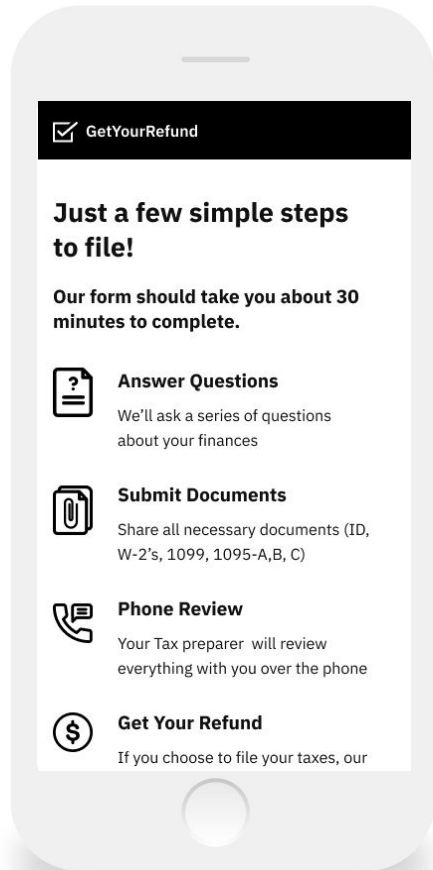 GetYourRefund
Just a few simple steps
to file!
Our form should take you about 30
minutes to complete.
?
Answer Questions
We’ll ask a series of questions
about your finances
Submit Documents
Share all necessary documents (ID,
W-2’s, 1099, 1095-A,B, C)
Phone Review
Your Tax preparer  will review
everything with you over the phone
$
Get Your Refund
If you choose to file your taxes, our